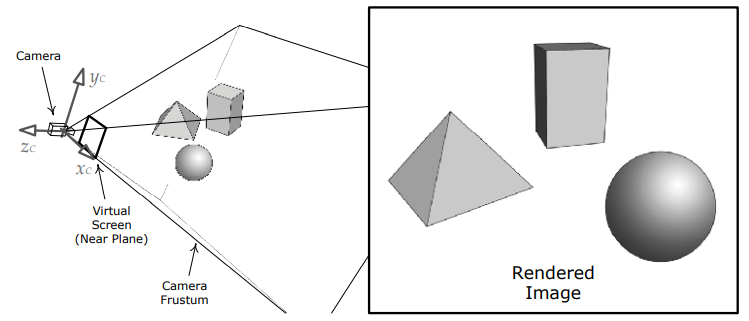 Camera
yC
zC
xC
Virtual
Screen
(Near Plane)
Camera
Frustum
Rendered
Image